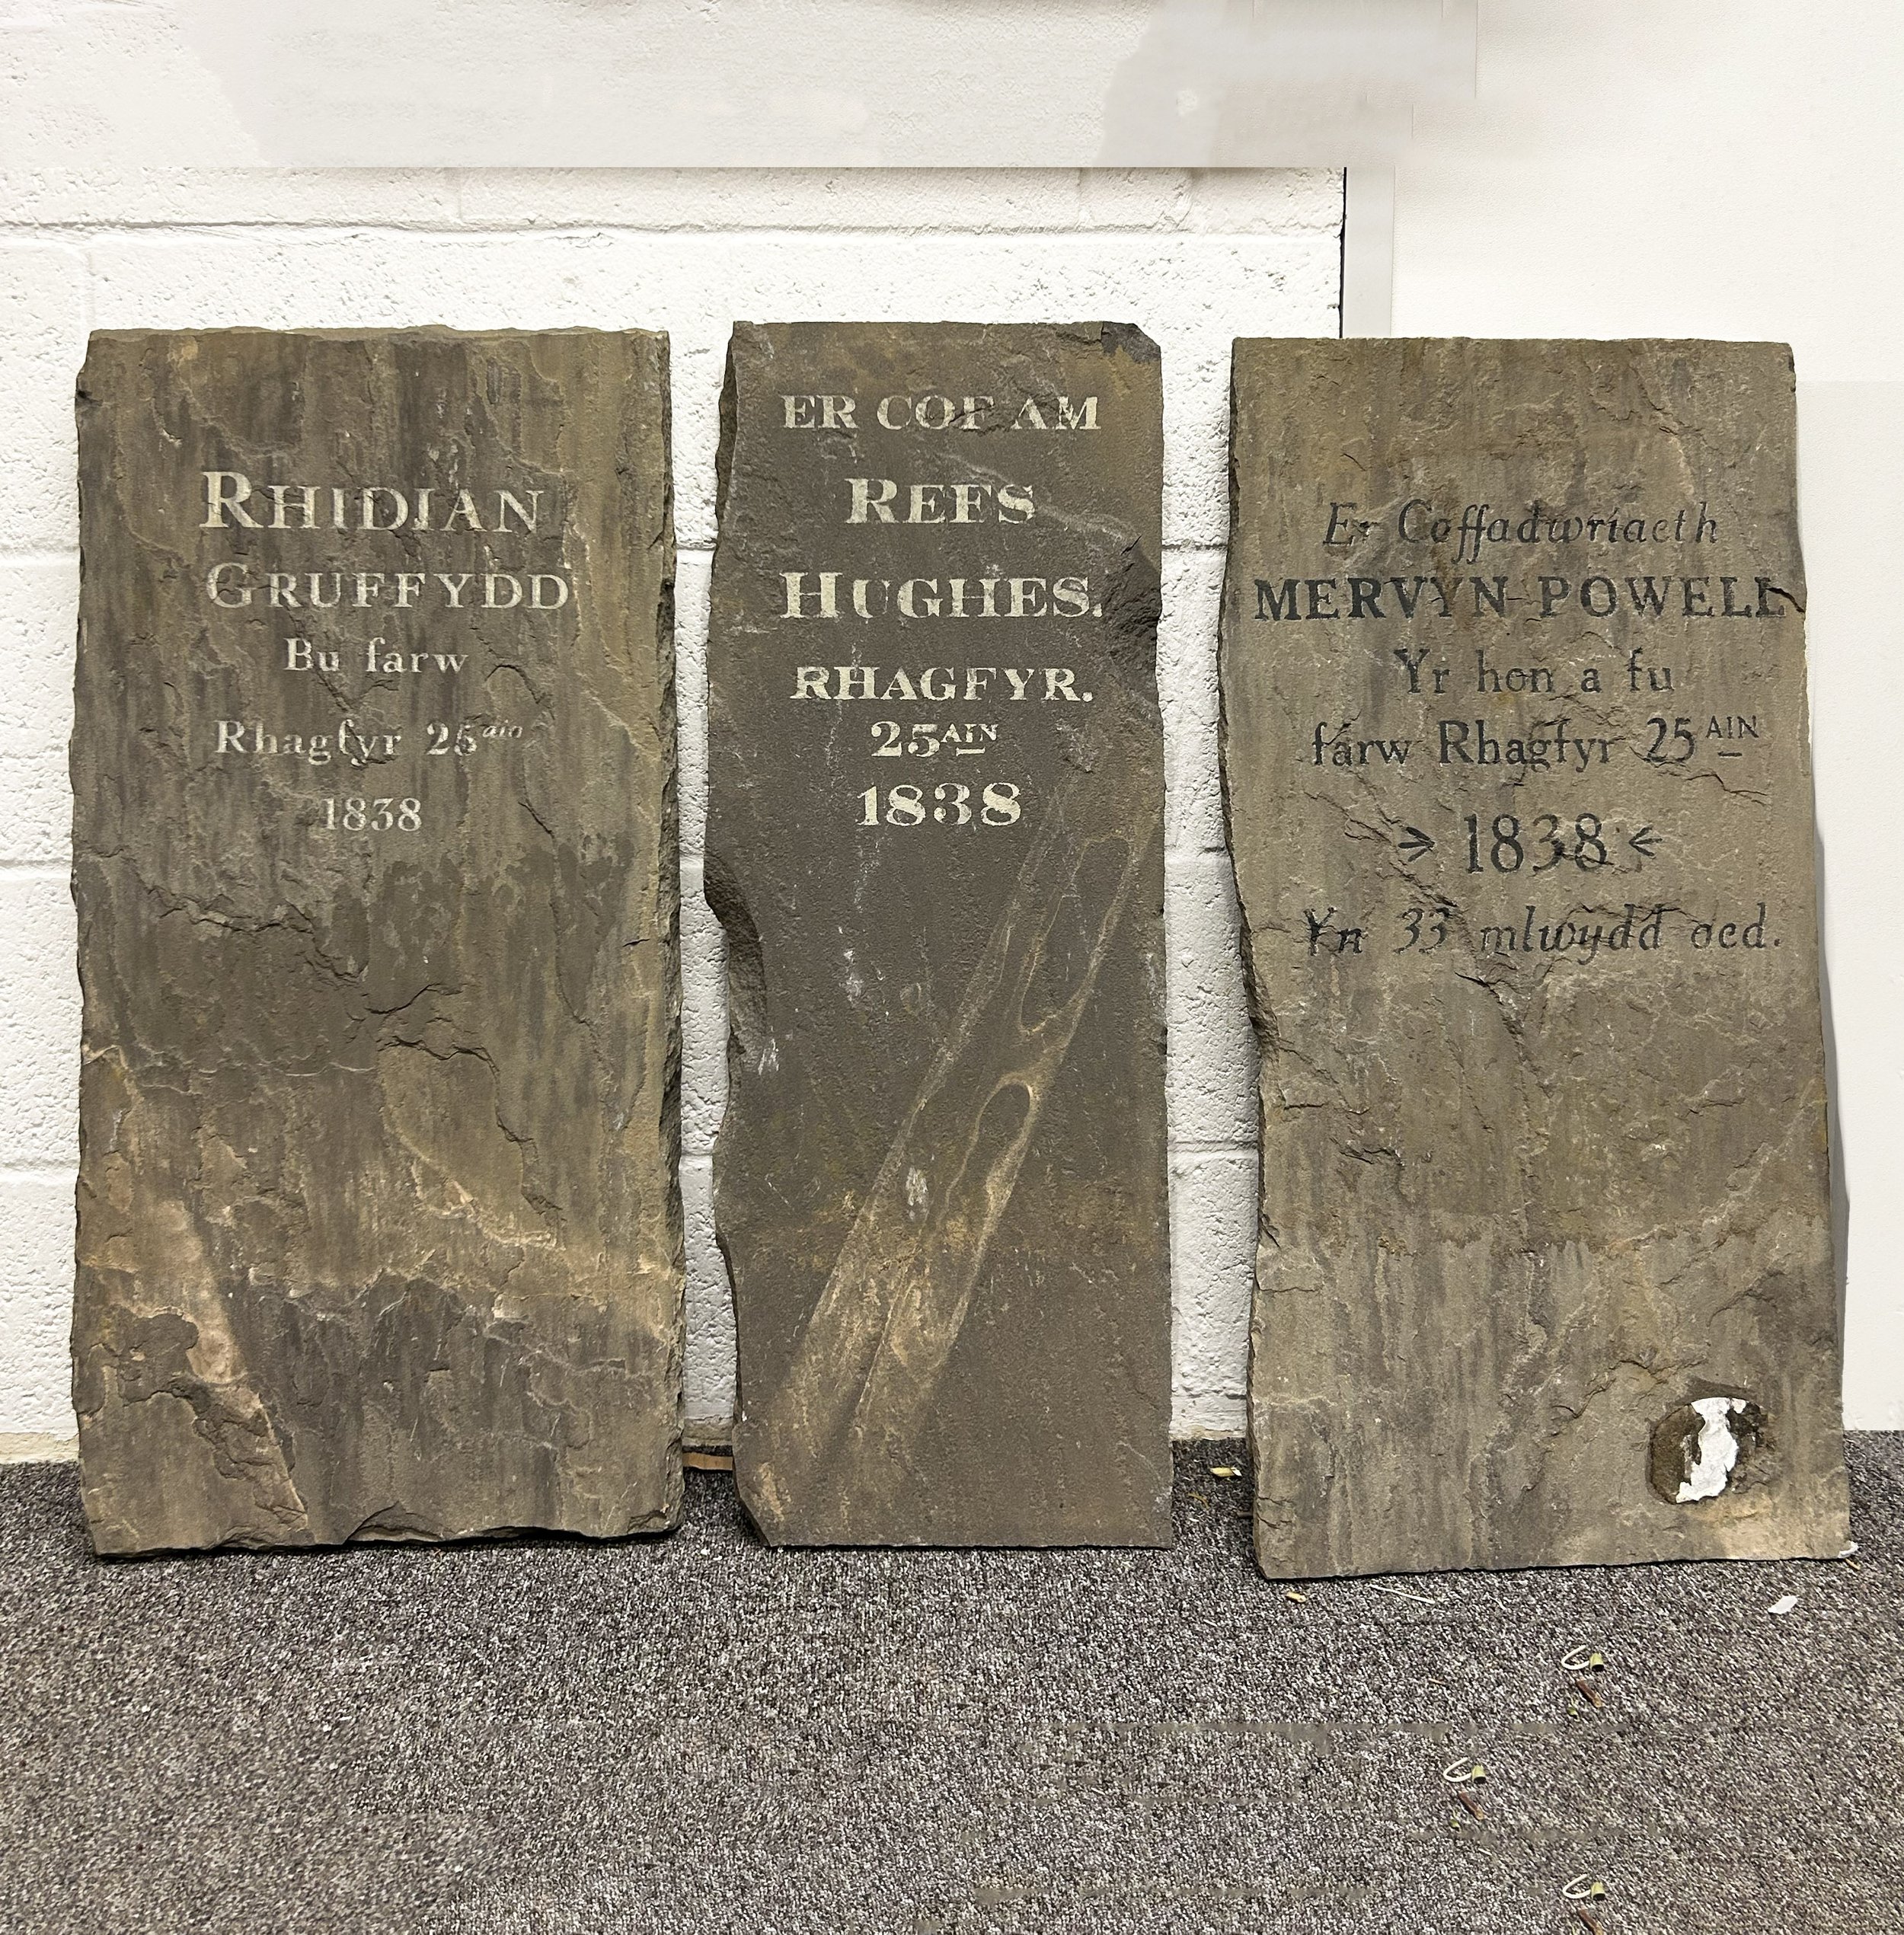 RHIDIAN
GRUFFYDD
Bu farw
Rhagfyr 25ain
1838
ER COF AM
REES
HUGHES.
RHAGFYR.
25AIN
1838
Er Coffadwriaeth
MERVYN POWELL
Yr hon a fu
farw Rhagfyr 25AIN
1838
Yn 33 mlwydd oed.